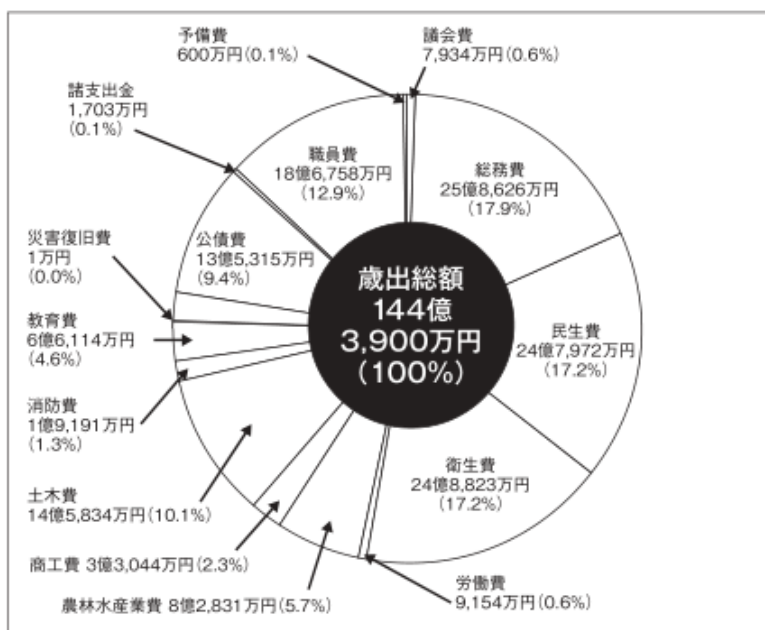 予備費
600万円(0.1%)
議会費
7,934万円(0.6%)
諸支出金
1,703万円
(0.1%)
職員費
18億6,758万円
(12.9%)
総務費
25億8,626万円
(17.9%)
災害復旧費
1万円
(0.0%)
公債費
13億5,315万円
(9.4%)
歳出総額
144億
3,900万円
(100%)
教育費
6億6,114万円
(4.6%)
民生費
24億7,972万円
(17.2%)
消防費
1億9,191万円
(1.3%)
衛生費
24億8,823万円
(17.2%)
土木費
14億5,834万円(10.1%)
商工費 3億3,044万円(2.3%)
労働費
9,154万円(0.6%)
農林水産業費 8億2,831万円(5.7%)